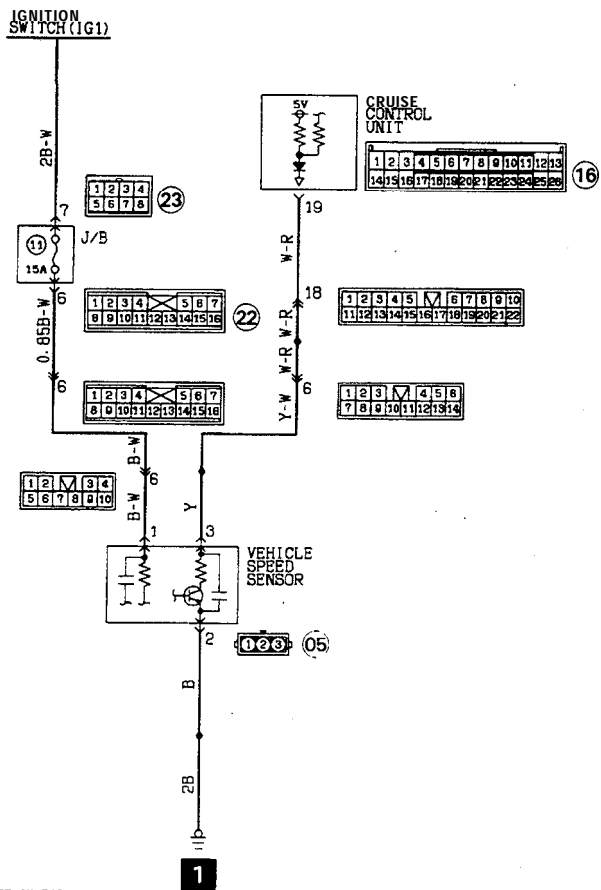 IGNITION
SWITCH(IG1)
2B-W
7
1 2 3 4
5 6 7 8
23
11
15A
J/B
6
0.85B-W
1 2 3 4 5 6 7
8 9 10 11 12 13 14 15 16
22
6
1 2 3 4 5 6 7
8 9 10 11 12 13 14 15 16
B-W
6
B-W
1 2 3 4
5 6 7 8 9 10
1
5V
CRUISE
CONTROL
UNIT
1 2 3 4 5 6 7 8 9 10 11 12 13
14 15 16 17 18 19 20 21 22 23 24 25 26
16
19
W-R
18
1 2 3 4 5 6 7 8 9 10
11 12 13 14 15 16 17 18 19 20 21 22
W-R
W-R
6
1 2 3 4 5 6
7 8 9 10 11 12 13 14
Y-W
Y
3
VEHICLE
SPEED
SENSOR
2
1 2 3
05
B
2B
1